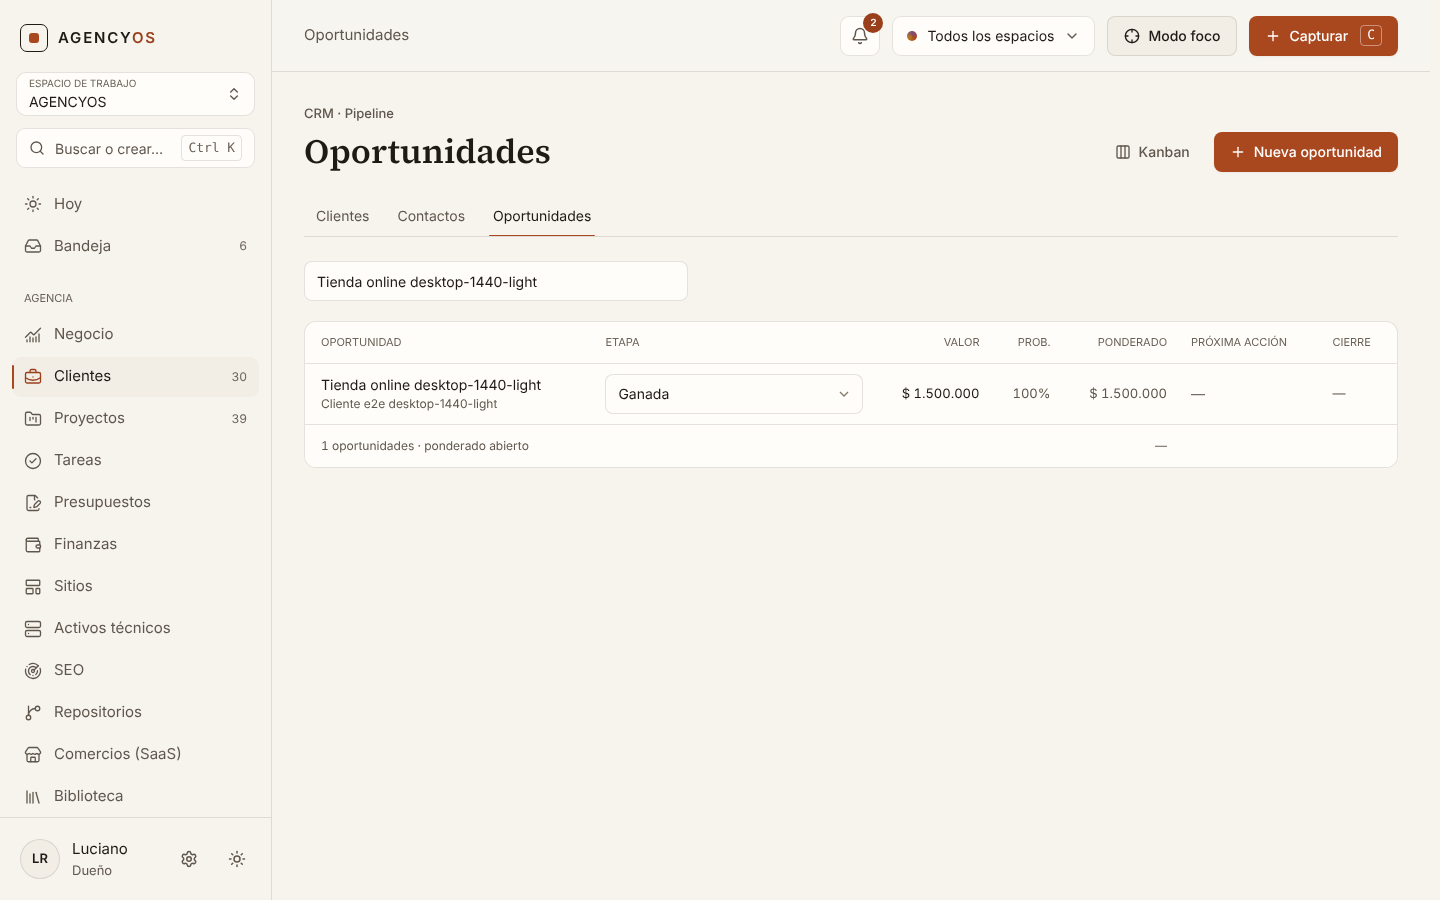 AGENCYOS
ESPACIO DE TRABAJO
AGENCYOS
Buscar o crear... Ctrl K
Hoy
Bandeja 6
AGENCIA
Negocio
Clientes 30
Proyectos 39
Tareas
Presupuestos
Finanzas
Sitios
Activos técnicos
SEO
Repositorios
Comercios (SaaS)
Biblioteca
LR
Luciano
Dueño
Oportunidades
2
Todos los espacios
Modo foco
Capturar C
CRM · Pipeline
Oportunidades
Kanban
Nueva oportunidad
Clientes Contactos Oportunidades
Tienda online desktop-1440-light
OPORTUNIDAD ETAPA VALOR PROB. PONDERADO PRÓXIMA ACCIÓN CIERRE
Tienda online desktop-1440-light
Cliente e2e desktop-1440-light
Ganada $ 1.500.000 100% $ 1.500.000 — —
1 oportunidades · ponderado abierto —